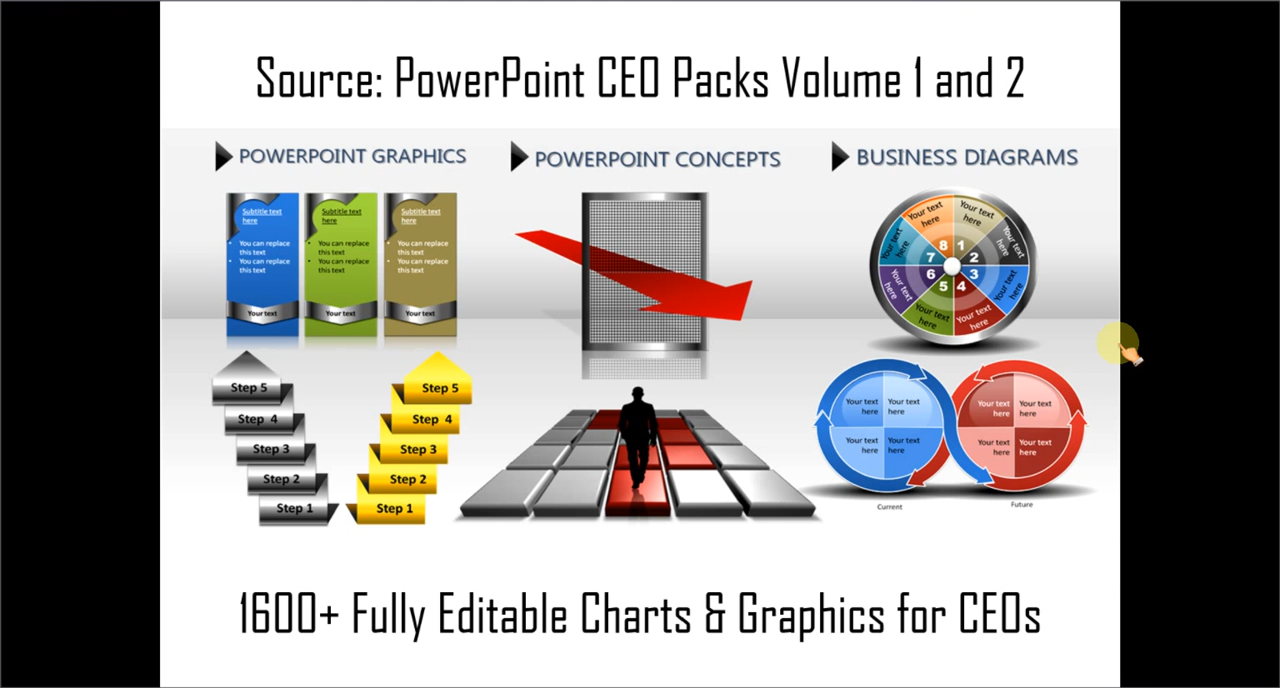 Source: PowerPoint CEO Packs Volume 1 and 2
POWERPOINT GRAPHICS
POWERPOINT CONCEPTS
BUSINESS DIAGRAMS
Subtitle text
here
• You can replace
this text
• You can replace
this text
Your text
Subtitle text
here
• You can replace
this text
• You can replace
this text
Your text
Subtitle text
here
• You can replace
this text
• You can replace
this text
Your text
Step 5
Step 4
Step 3
Step 2
Step 1
Step 5
Step 4
Step 3
Step 2
Step 1
Your text
here
Your text
here
Your text
here
Your text
here
Your text
here
Your text
here
Your text
here
Your text
here
8
1
7
2
6
3
5
4
Your text
here
Your text
here
Your text
here
Your text
here
Current
Your text
here
Your text
here
Your text
here
Your text
here
Future
1600+ Fully Editable Charts & Graphics for CEOs